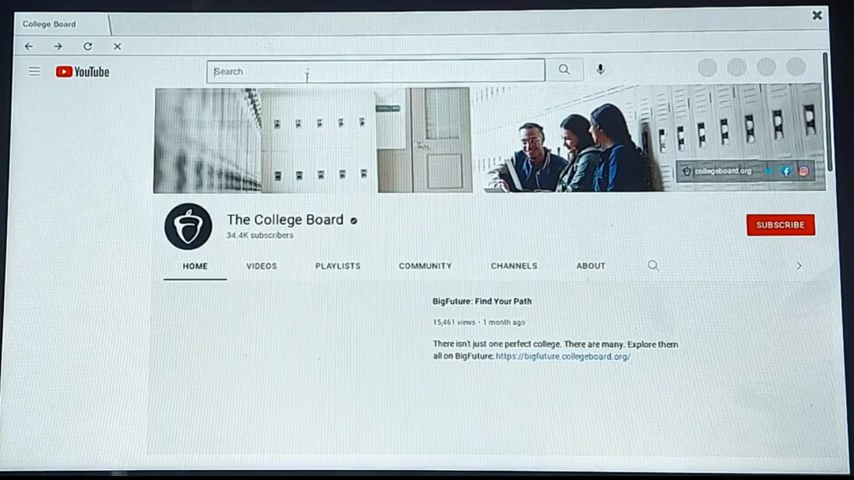 College Board
YouTube
Search
collegeboard.org
The College Board
34.4K subscribers
SUBSCRIBE
HOME
VIDEOS
PLAYLISTS
COMMUNITY
CHANNELS
ABOUT
BigFuture: Find Your Path
15,461 views · 1 month ago
There isn't just one perfect college. There are many. Explore them
all on BigFuture: https://bigfuture.collegeboard.org/